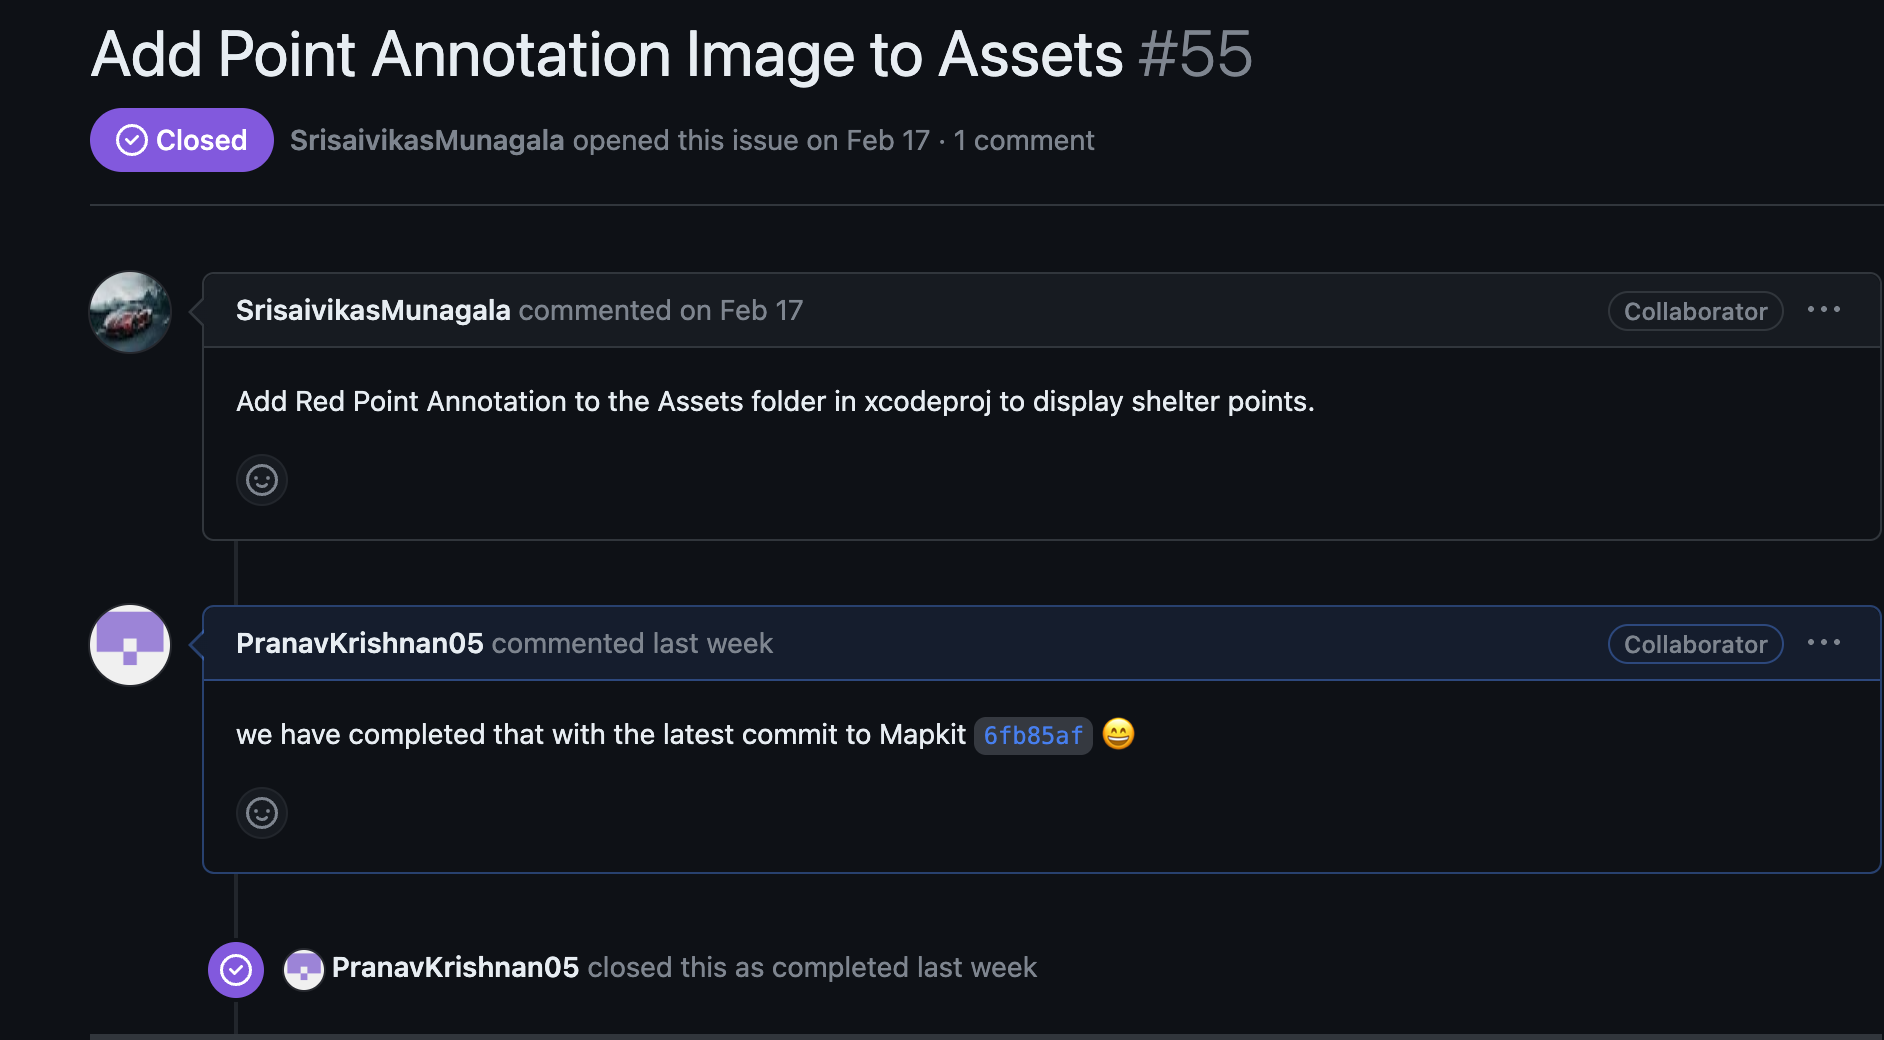 Add Point Annotation Image to Assets #55
Closed SrisaivikasMunagala opened this issue on Feb 17 · 1 comment
SrisaivikasMunagala commented on Feb 17 Collaborator ...
Add Red Point Annotation to the Assets folder in xcodeproj to display shelter points.
PranavKrishnan05 commented last week Collaborator ...
we have completed that with the latest commit to Mapkit 6fb85af 😄
PranavKrishnan05 closed this as completed last week